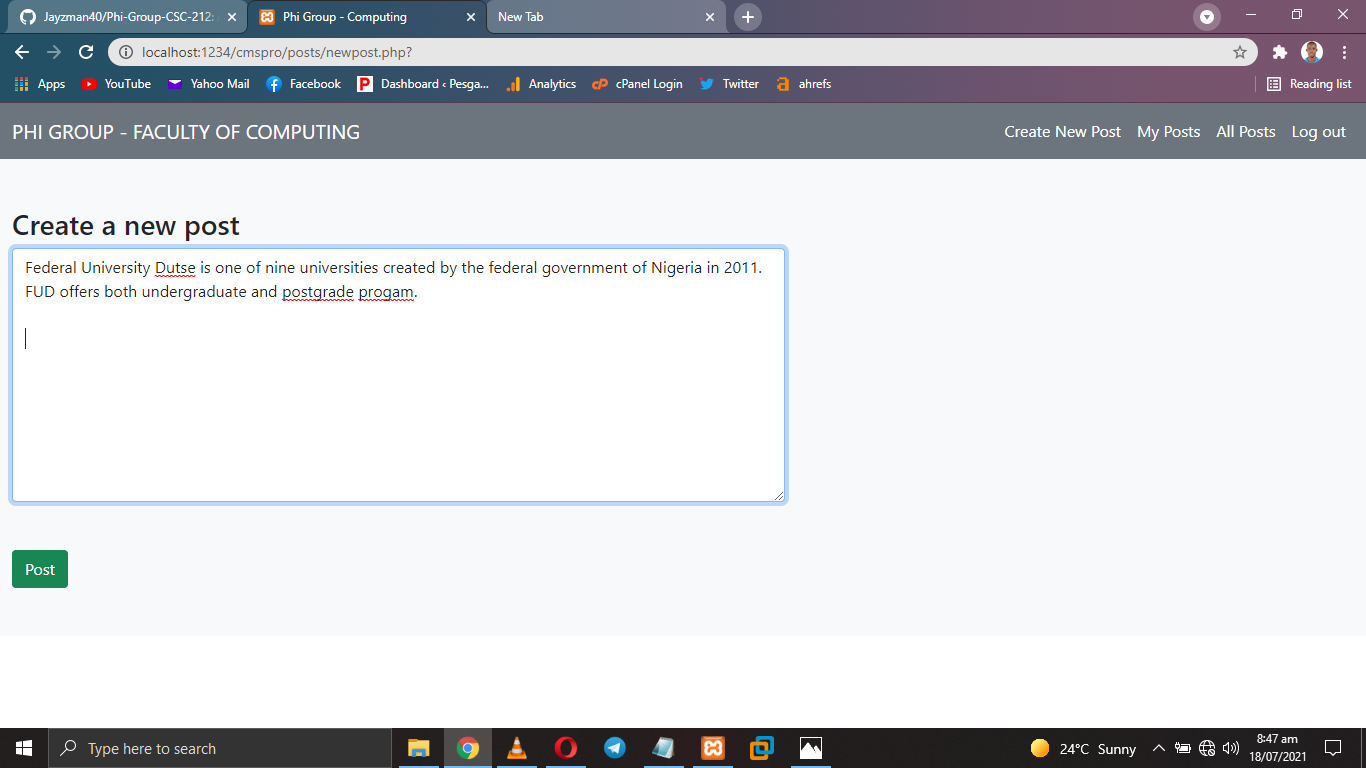 Jayzman40/Phi-Group-CSC-212:
Phi Group - Computing
New Tab
localhost:1234/cmspro/posts/newpost.php?
Apps
YouTube
Yahoo Mail
Facebook
Dashboard ‹ Pesga...
Analytics
cPanel Login
Twitter
ahrefs
Reading list
PHI GROUP - FACULTY OF COMPUTING
Create New Post
My Posts
All Posts
Log out
Create a new post
Federal University Dutse is one of nine universities created by the federal government of Nigeria in 2011.
FUD offers both undergraduate and postgrade progam.
Post
Type here to search
24°C Sunny
8:47 am
18/07/2021